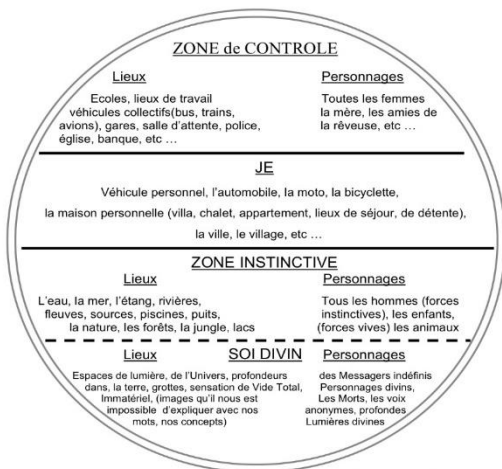 ZONE de CONTROLE
Lieux
Ecoles, lieux de travail
véhicules collectifs(bus, trains,
avions), gares, salle d'attente, police,
église, banque, etc ...
Personnages
Toutes les femmes
la mère, les amies de
la rêveuse, etc ...
JE
Véhicule personnel, l'automobile, la moto, la bicyclette,
la maison personnelle (villa, chalet, appartement, lieux de séjour, de détente),
la ville, le village, etc ...
ZONE INSTINCTIVE
Lieux
L'eau, la mer, l'étang, rivières,
fleuves, sources, piscines, puits,
la nature, les forêts, la jungle, lacs
Personnages
Tous les hommes (forces
instinctives), les enfants,
(forces vives) les animaux
SOI DIVIN
Lieux
Espaces de lumière, de l'Univers, profondeurs
dans, la terre, grottes, sensation de Vide Total,
Immatériel, (images qu'il nous est
impossible d'expliquer avec nos
mots, nos concepts)
Personnages
des Messagers indéfinis
Personnages divins,
Les Morts, les voix
anonymes, profondes
Lumières divines